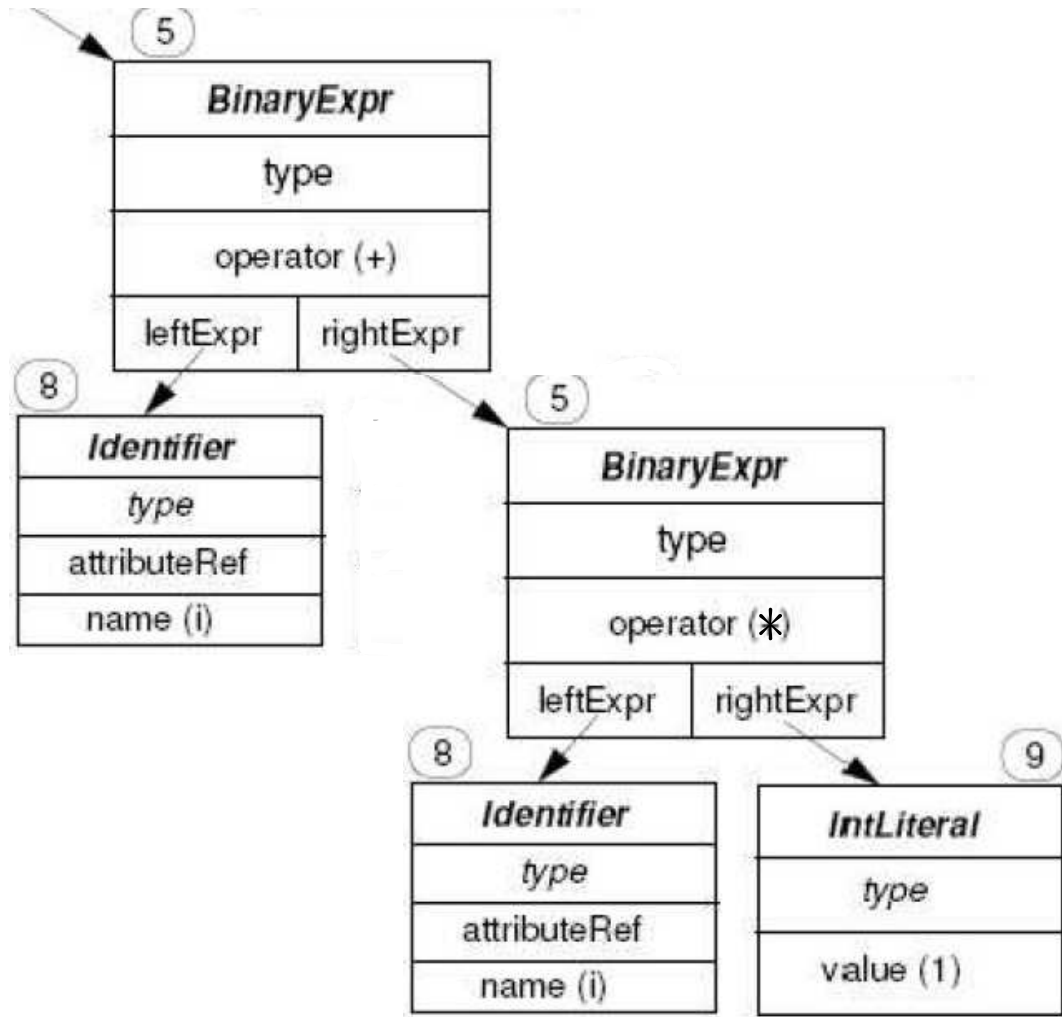 5
BinaryExpr
type
operator (+)
leftExpr rightExpr
8
Identifier
type
attributeRef
name (i)
5
BinaryExpr
type
operator (*)
leftExpr rightExpr
8
Identifier
type
attributeRef
name (i)
9
IntLiteral
type
value (1)